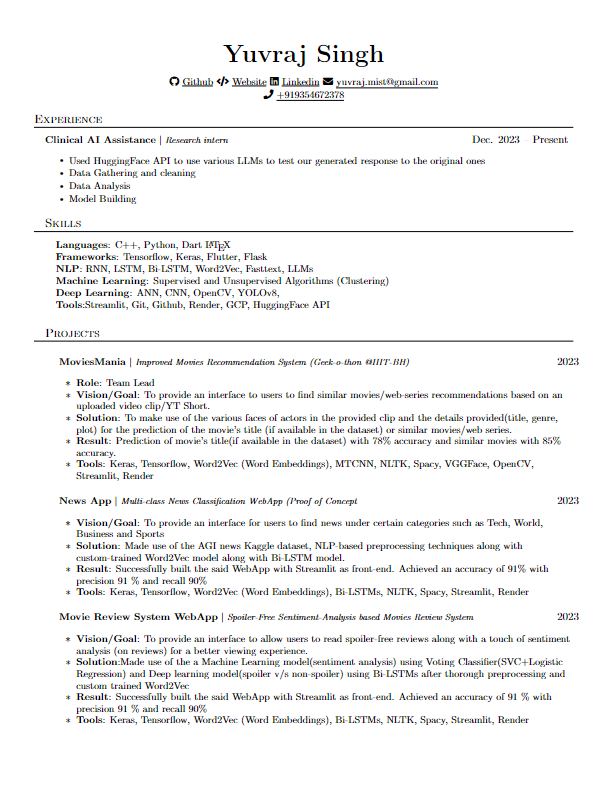 Yuvraj Singh
Github Website Linkedin yuvraj.mist@gmail.com
+919354672378
Experience
Clinical AI Assistance | Research intern Dec. 2023 – Present
• Used HuggingFace API to use various LLMs to test our generated response to the original ones
• Data Gathering and cleaning
• Data Analysis
• Model Building
Skills
Languages: C++, Python, Dart LATEX
Frameworks: Tensorflow, Keras, Flutter, Flask
NLP: RNN, LSTM, Bi-LSTM, Word2Vec, Fasttext, LLMs
Machine Learning: Supervised and Unsupervised Algorithms (Clustering)
Deep Learning: ANN, CNN, OpenCV, YOLOv8,
Tools:Streamlit, Git, Github, Render, GCP, HuggingFace API
Projects
MoviesMania | Improved Movies Recommendation System (Geek-o-thon @IIIT-BH) 2023
* Role: Team Lead
* Vision/Goal: To provide an interface to users to find similar movies/web-series recommendations based on an
uploaded video clip/YT Short.
* Solution: To make use of the various faces of actors in the provided clip and the details provided(title, genre,
plot) for the prediction of the movie's title (if available in the dataset) or similar movies/web series.
* Result: Prediction of movie's title(if available in the dataset) with 78% accuracy and similar movies with 85%
accuracy.
* Tools: Keras, Tensorflow, Word2Vec (Word Embeddings), MTCNN, NLTK, Spacy, VGGFace, OpenCV,
Streamlit, Render
News App | Multi-class News Classification WebApp (Proof of Concept 2023
* Vision/Goal: To provide an interface for users to find news under certain categories such as Tech, World,
Business and Sports
* Solution: Made use of the AGI news Kaggle dataset, NLP-based preprocessing techniques along with
custom-trained Word2Vec model along with Bi-LSTM model.
* Result: Successfully built the said WebApp with Streamlit as front-end. Achieved an accuracy of 91% with
precision 91 % and recall 90%
* Tools: Keras, Tensorflow, Word2Vec (Word Embeddings), Bi-LSTMs, NLTK, Spacy, Streamlit, Render
Movie Review System WebApp | Spoiler-Free Sentiment-Analysis based Movies Review System 2023
* Vision/Goal: To provide an interface to allow users to read spoiler-free reviews along with a touch of sentiment
analysis (on reviews) for a better viewing experience.
* Solution:Made use of the a Machine Learning model(sentiment analysis) using Voting Classifier(SVC+Logistic
Regression) and Deep learning model(spoiler v/s non-spoiler) using Bi-LSTMs after thorough preprocessing and
custom trained Word2Vec
* Result: Successfully built the said WebApp with Streamlit as front-end. Achieved an accuracy of 91 % with
precision 91 % and recall 90%
* Tools: Keras, Tensorflow, Word2Vec (Word Embeddings), Bi-LSTMs, NLTK, Spacy, Streamlit, Render